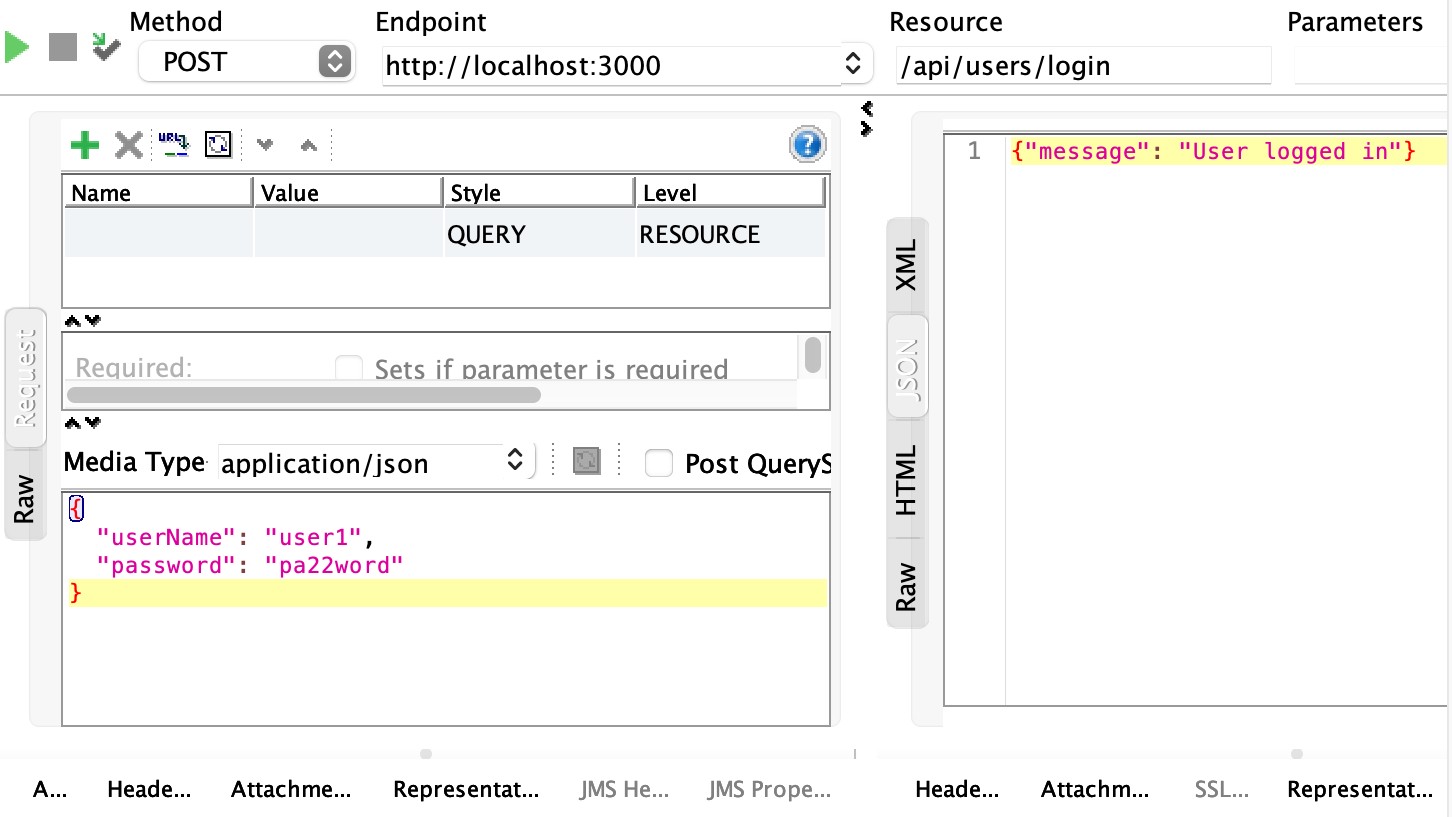 Method Endpoint Resource Parameters
POST http://localhost:3000 /api/users/login
URL
?
Name Value Style Level
QUERY RESOURCE
Required: Sets if parameter is required
Media Type application/json Post QueryS
{
"userName": "user1",
"password": "pa22word"
}
Request
Raw
A... Heade... Attachme... Representat... JMS He... JMS Prope...
XML
JSON
HTML
Raw
1 {"message": "User logged in"}
Heade... Attachm... SSL... Representat...